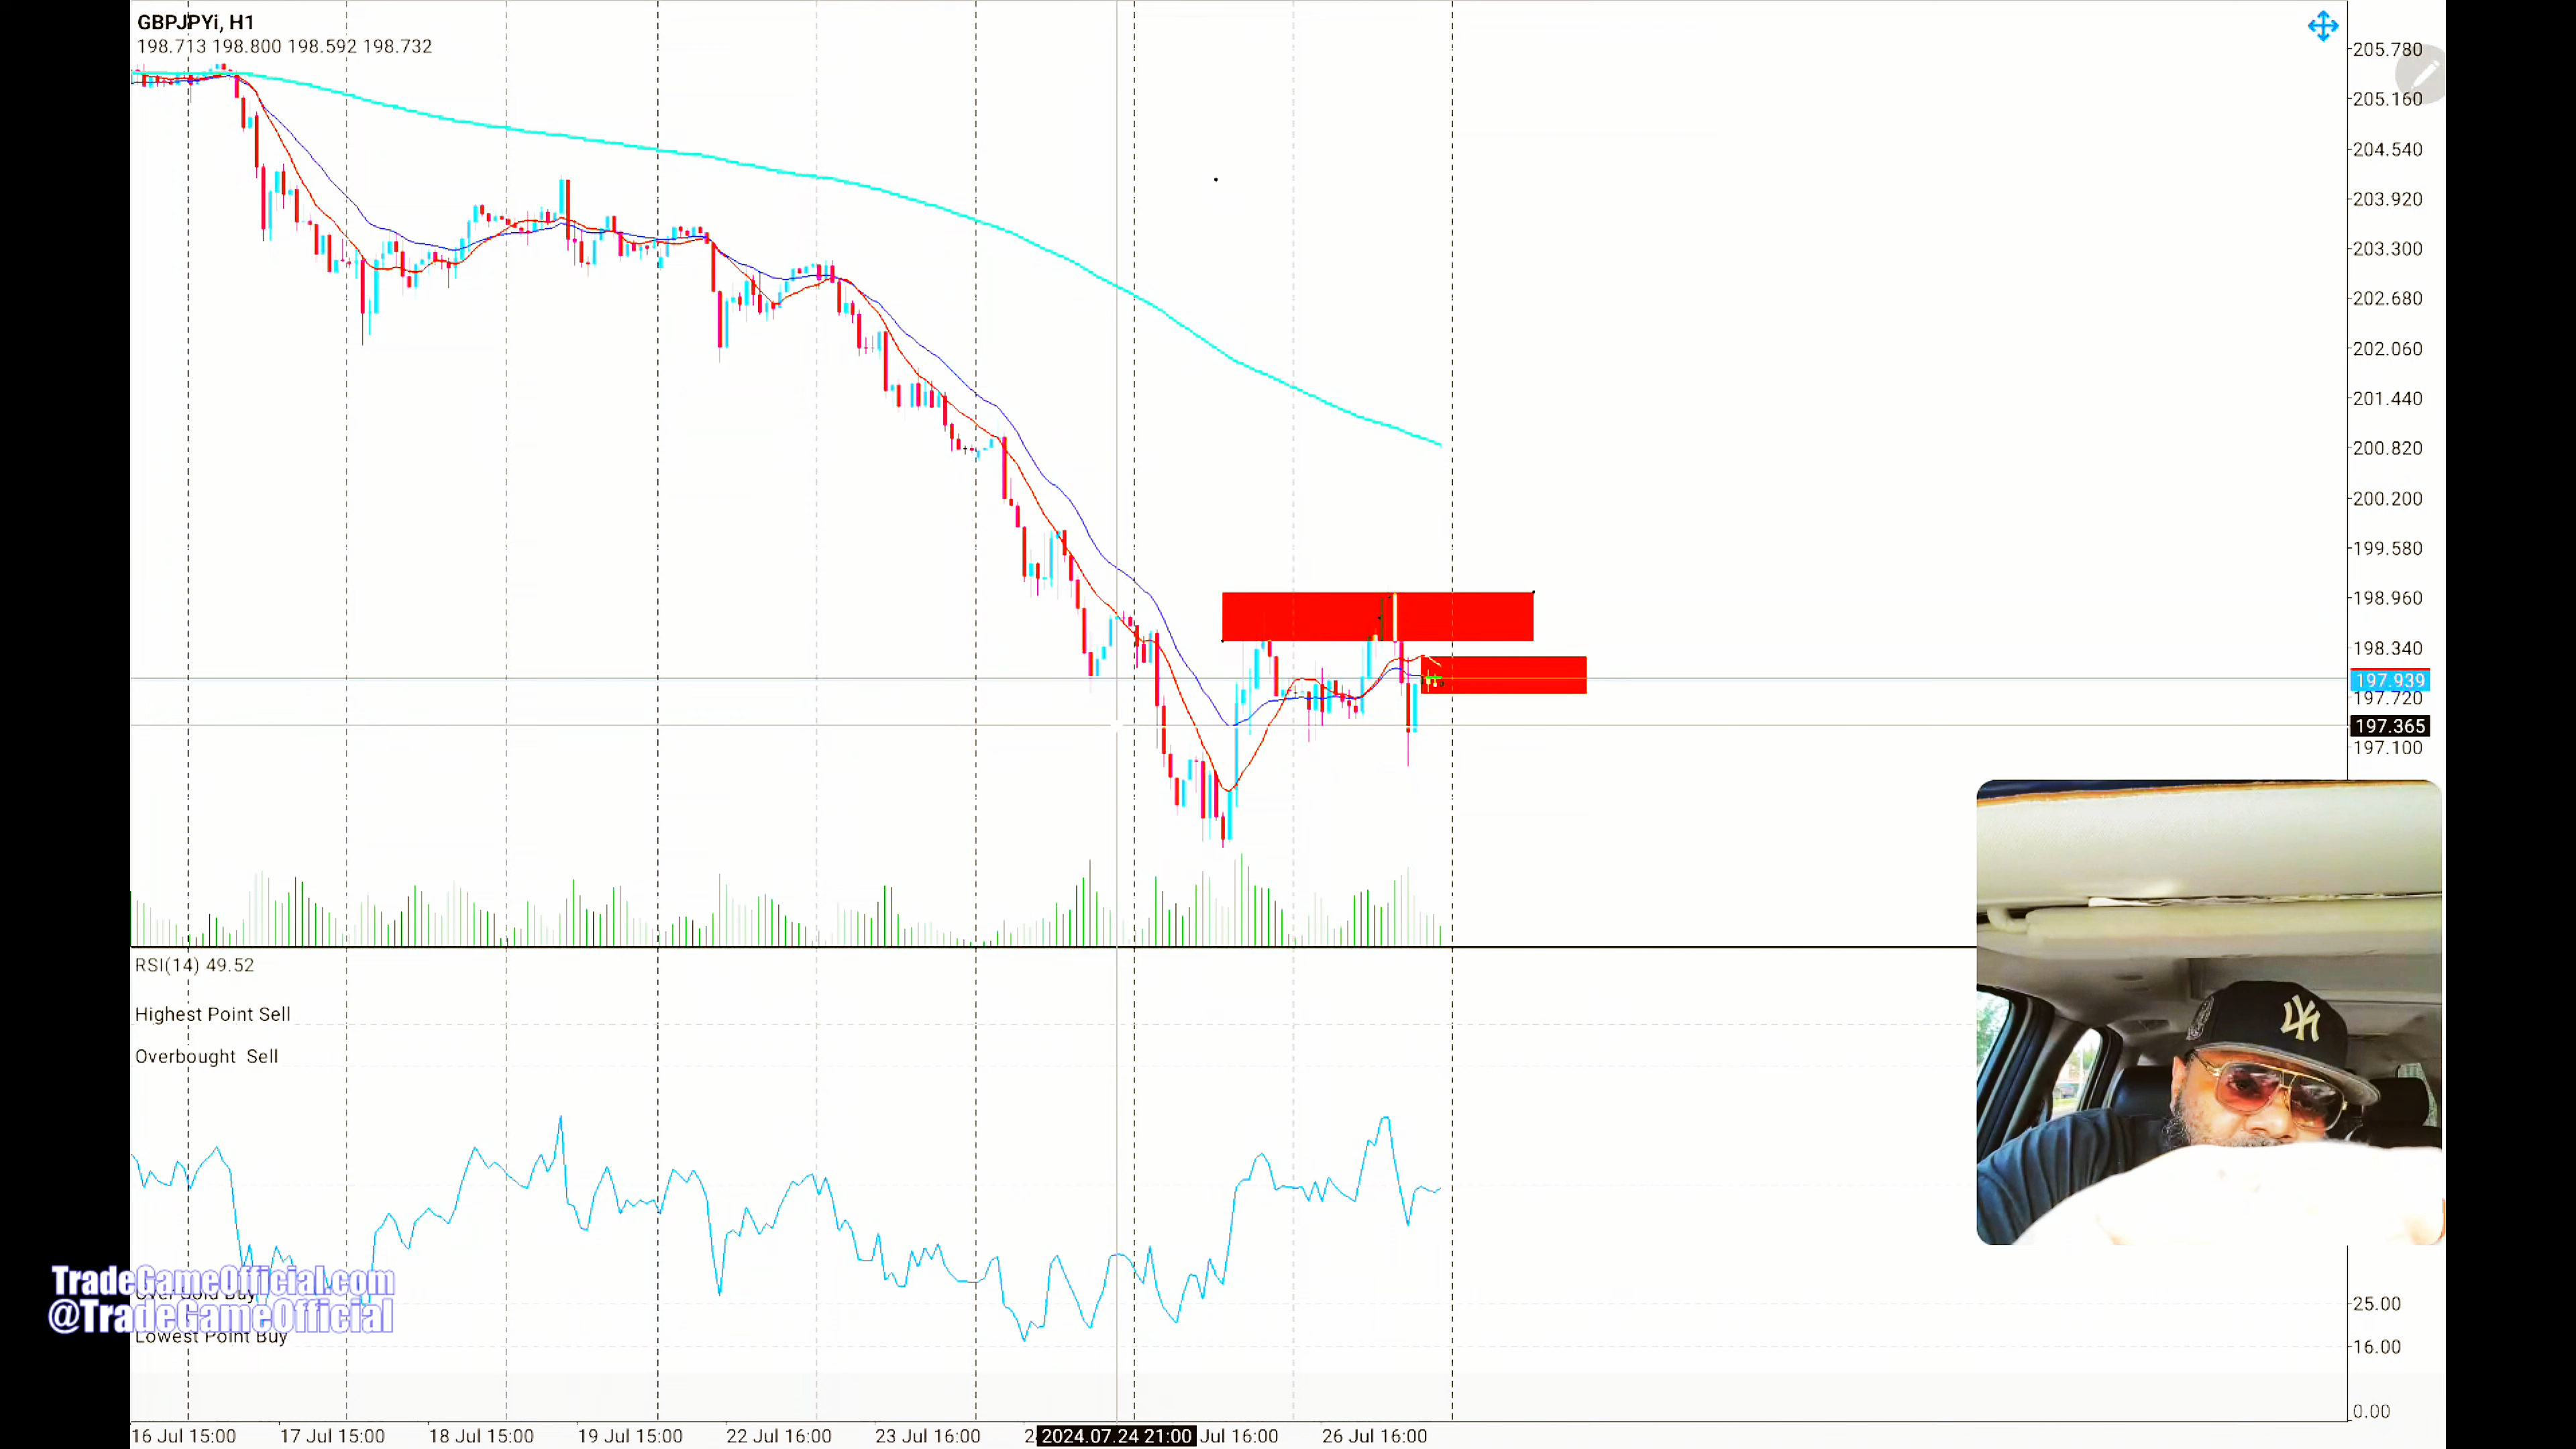 GBPJPYi, H1
198.713 198.800 198.592 198.732
205.780
205.160
204.540
203.920
203.300
202.680
202.060
201.440
200.820
200.200
199.580
198.960
198.340
197.939
197.720
197.365
197.100
RSI(14) 49.52
Highest Point Sell
Overbought Sell
TradeGameOfficial.com
@TradeGameOfficial
Lowest Point Buy
25.00
16.00
0.00
16 Jul 15:00
17 Jul 15:00
18 Jul 15:00
19 Jul 15:00
22 Jul 16:00
23 Jul 16:00
2024.07.24 21:00
Jul 16:00
26 Jul 16:00
NY